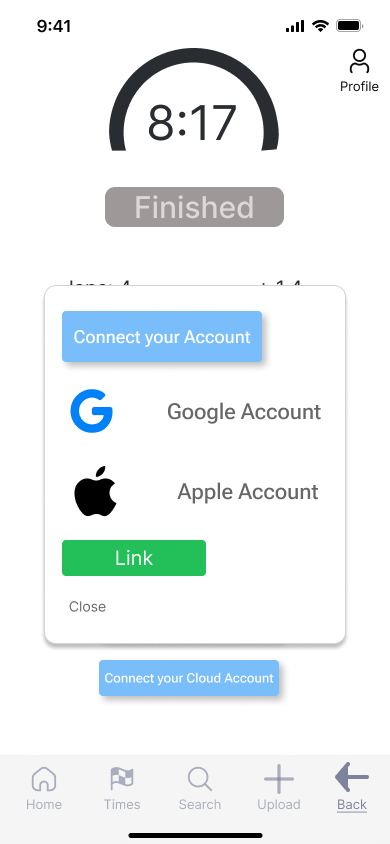 9:41
Profile
8:17
Finished
Connect your Account
Google Account
Apple Account
Link
Close
Connect your Cloud Account
Home
Times
Search
Upload
Back